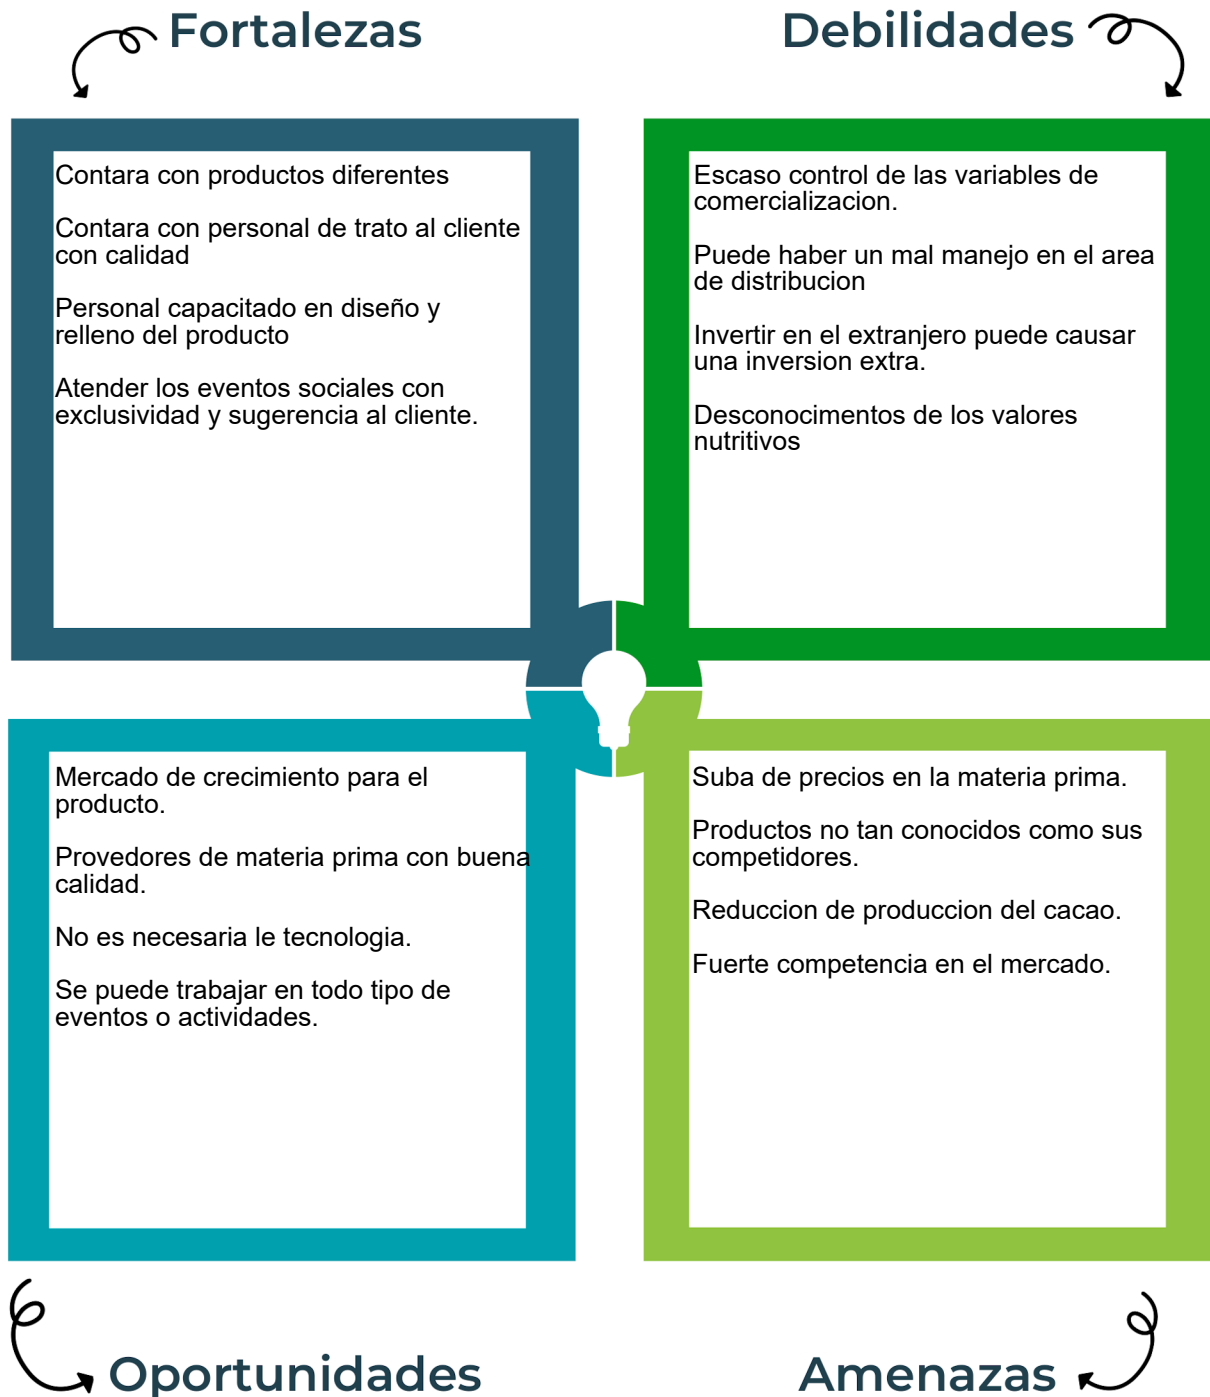 Fortalezas
Debilidades
Contara con productos diferentes
Contara con personal de trato al cliente
con calidad
Personal capacitado en diseño y
relleno del producto
Atender los eventos sociales con
exclusividad y sugerencia al cliente.
Escaso control de las variables de
comercializacion.
Puede haber un mal manejo en el area
de distribucion
Invertir en el extranjero puede causar
una inversion extra.
Desconocimentos de los valores
nutritivos
Mercado de crecimiento para el
producto.
Provedores de materia prima con buena
calidad.
No es necesaria le tecnologia.
Se puede trabajar en todo tipo de
eventos o actividades.
Suba de precios en la materia prima.
Productos no tan conocidos como sus
competidores.
Reduccion de produccion del cacao.
Fuerte competencia en el mercado.
Oportunidades
Amenazas